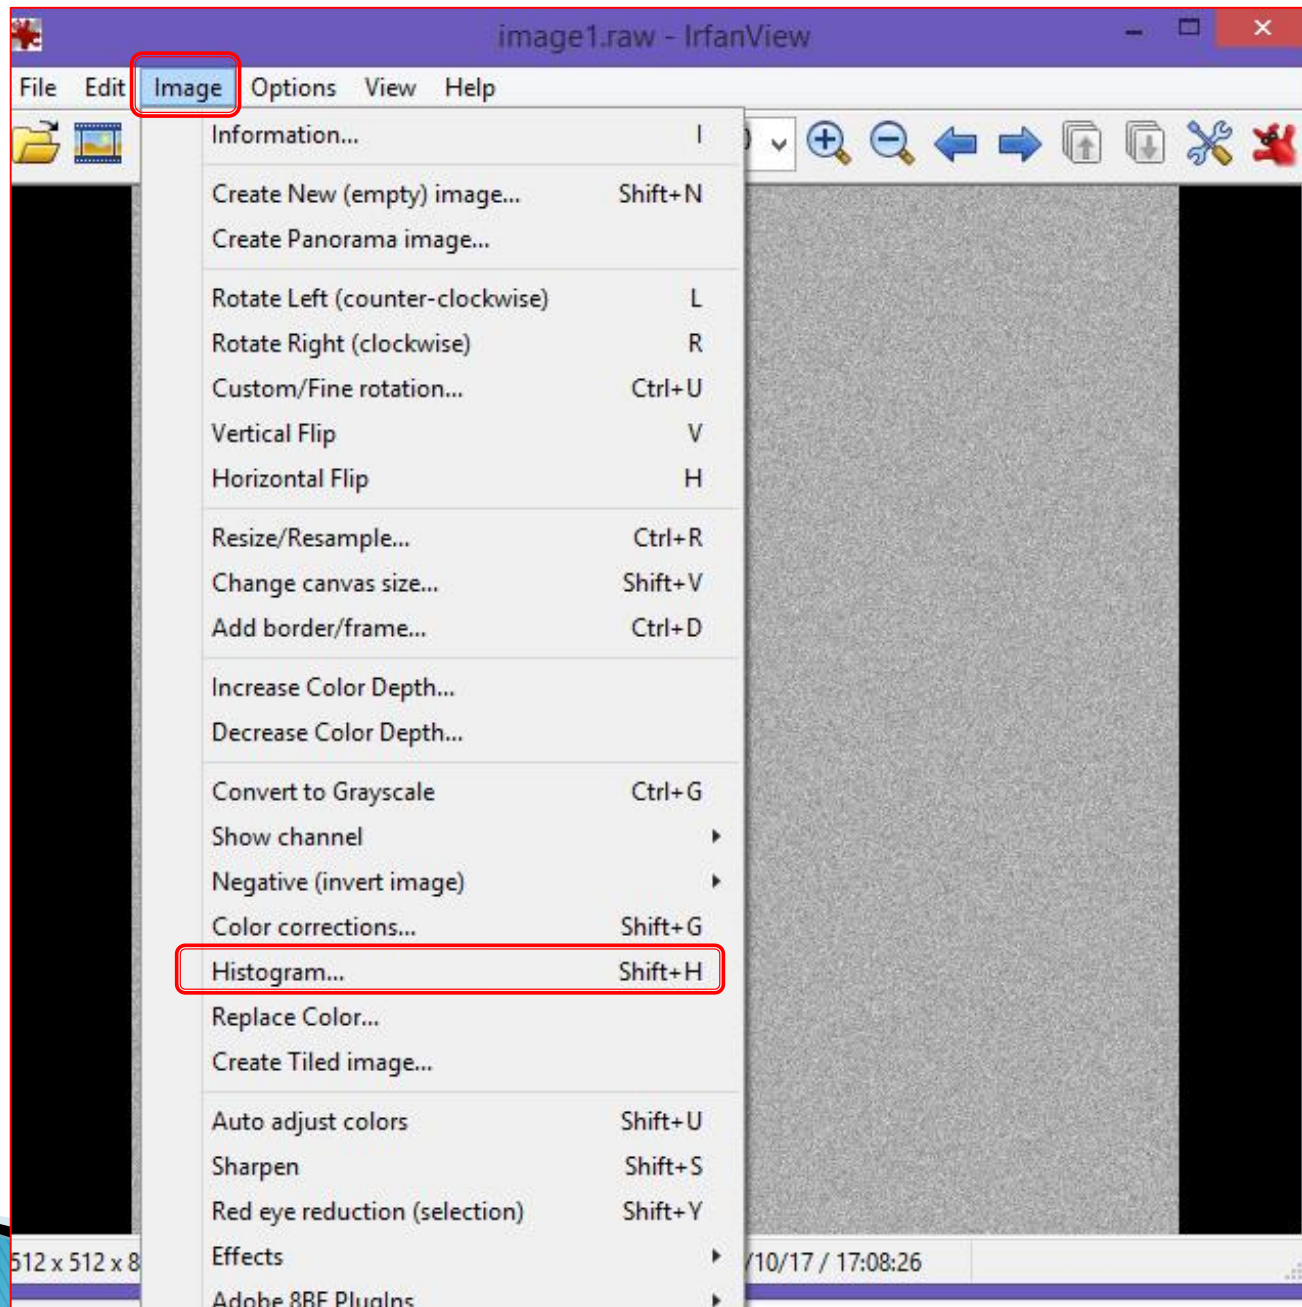 image1.raw - IrfanView
File Edit Image Options View Help
Information... I
Create New (empty) image... Shift+N
Create Panorama image...
Rotate Left (counter-clockwise) L
Rotate Right (clockwise) R
Custom/Fine rotation... Ctrl+U
Vertical Flip V
Horizontal Flip H
Resize/Resample... Ctrl+R
Change canvas size... Shift+V
Add border/frame... Ctrl+D
Increase Color Depth...
Decrease Color Depth...
Convert to Grayscale Ctrl+G
Show channel
Negative (invert image)
Color corrections... Shift+G
Histogram... Shift+H
Replace Color...
Create Tiled image...
Auto adjust colors Shift+U
Sharpen Shift+S
Red eye reduction (selection) Shift+Y
Effects
512 x 512 x 8 /10/17 / 17:08:26
Adobe 8BF PlugIns